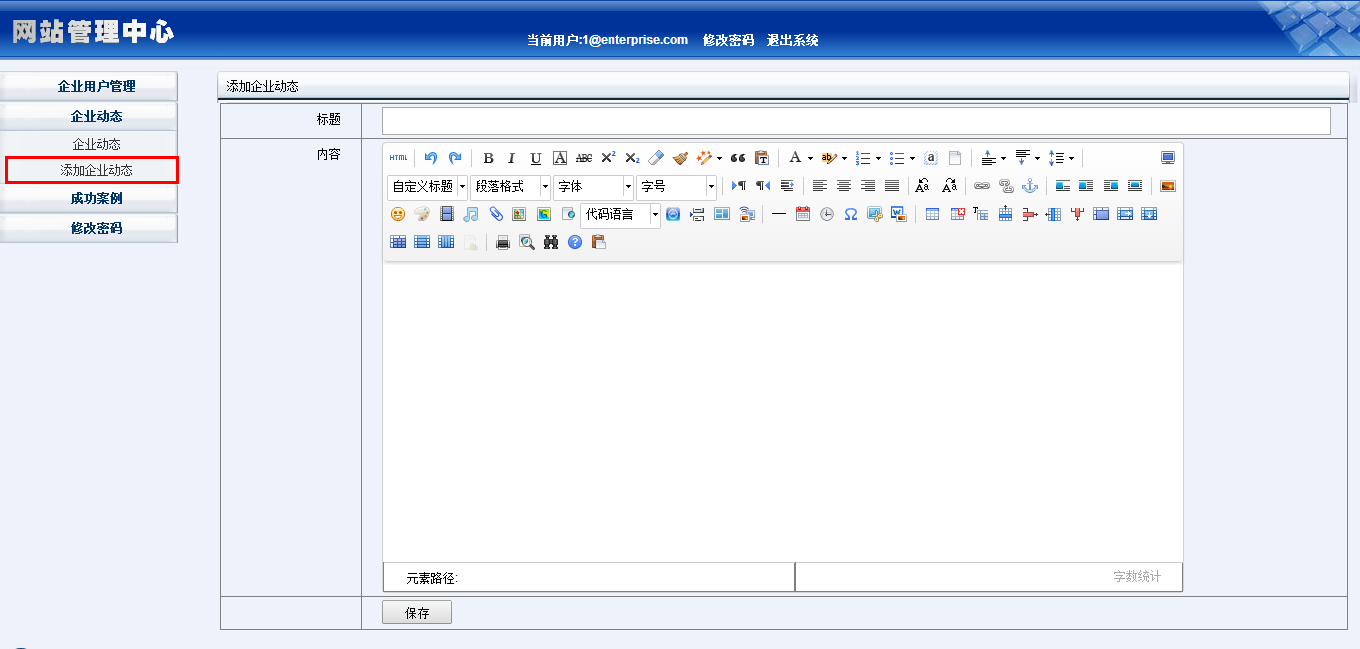 网站管理中心
当前用户:1@enterprise.com 修改密码 退出系统
企业用户管理
企业动态
企业动态
添加企业动态
成功案例
修改密码
添加企业动态
标题
内容
HTML B I U A ABC X² X₂ T A ab a
自定义标题 段落格式 字体 字号
代码语言
元素路径:
字数统计
保存